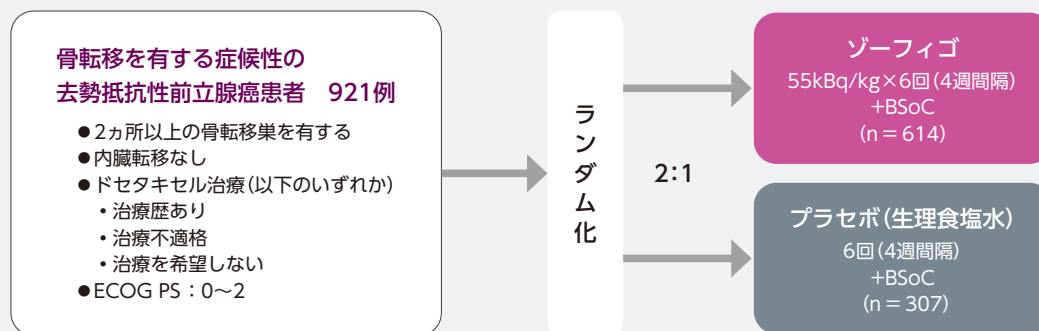 骨転移を有する症候性の
去勢抵抗性前立腺癌患者　921例
●2ヵ所以上の骨転移巣を有する
●内臓転移なし
●ドセタキセル治療(以下のいずれか)
・治療歴あり
・治療不適格
・治療を希望しない
●ECOG PS：0〜2
ランダム化
2:1
ゾーフィゴ
55kBq/kg×6回(4週間隔)
+BSoC
(n = 614)
プラセボ(生理食塩水)
6回(4週間隔)
+BSoC
(n = 307)